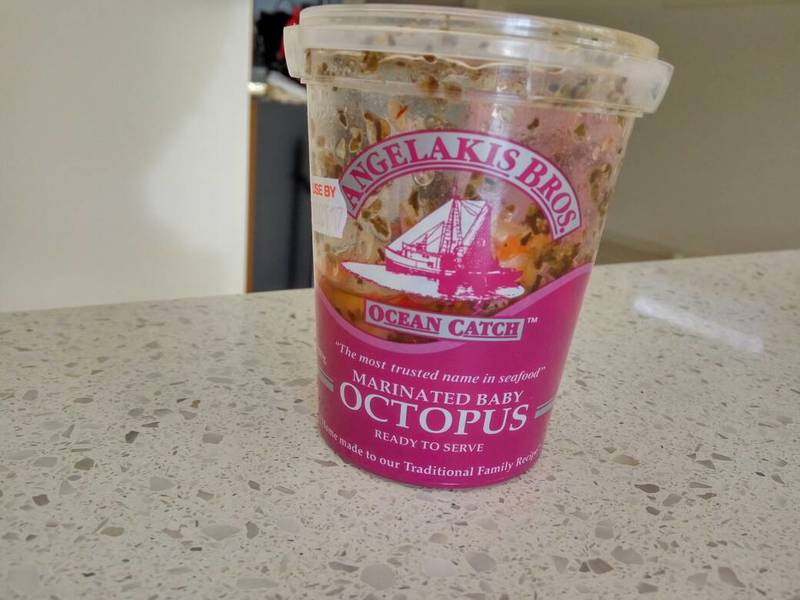 ANGELAKIS BROS.
USE BY
OCEAN CATCH™
"The most trusted name in seafood"
MARINATED BABY
OCTOPUS
READY TO SERVE
Home made to our Traditional Family Recipe